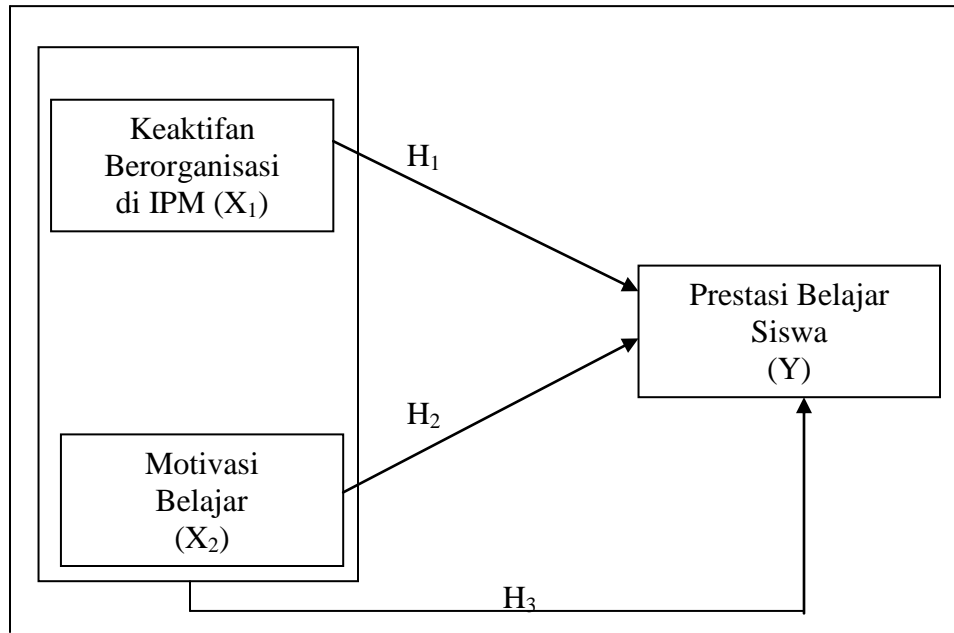 Keaktifan
Berorganisasi
di IPM (X₁)
H₁
Prestasi Belajar
Siswa
(Y)
H₂
Motivasi
Belajar
(X₂)
H₃